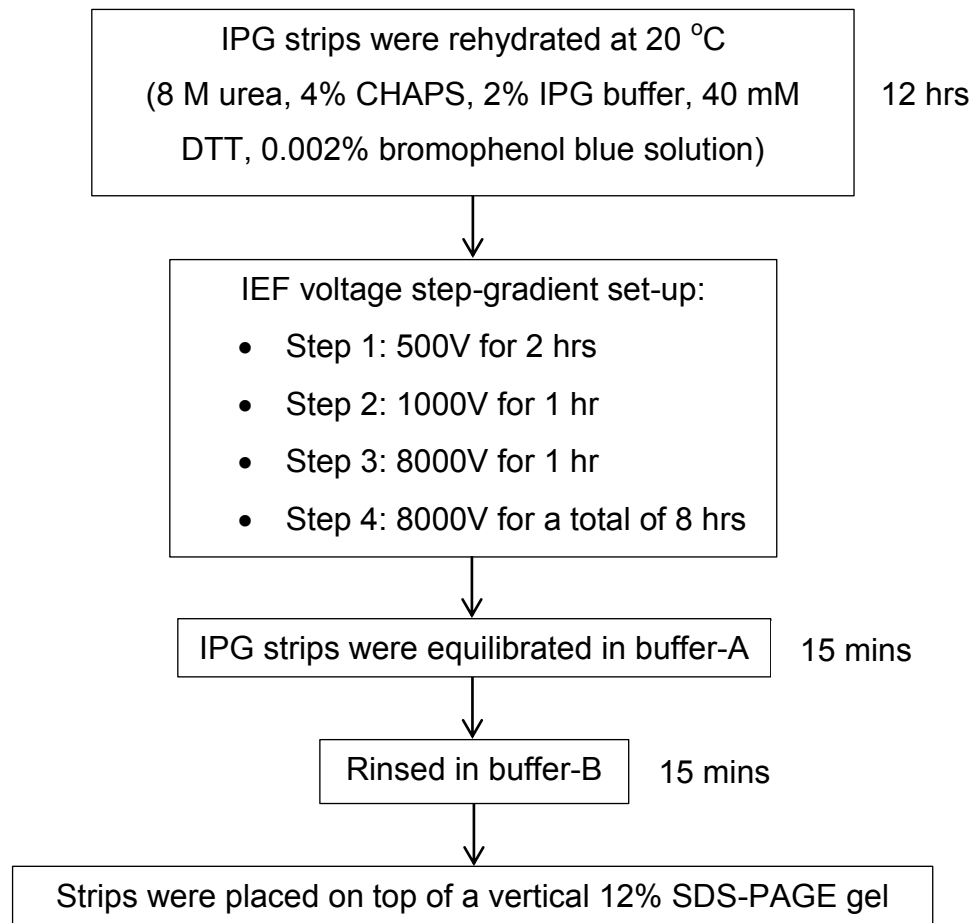 IPG strips were rehydrated at 20 °C
(8 M urea, 4% CHAPS, 2% IPG buffer, 40 mM
12 hrs
DTT, 0.002% bromophenol blue solution)
IEF voltage step-gradient set-up:
• Step 1: 500V for 2 hrs
• Step 2: 1000V for 1 hr
• Step 3: 8000V for 1 hr
• Step 4: 8000V for a total of 8 hrs
IPG strips were equilibrated in buffer-A
15 mins
Rinsed in buffer-B
15 mins
Strips were placed on top of a vertical 12% SDS-PAGE gel